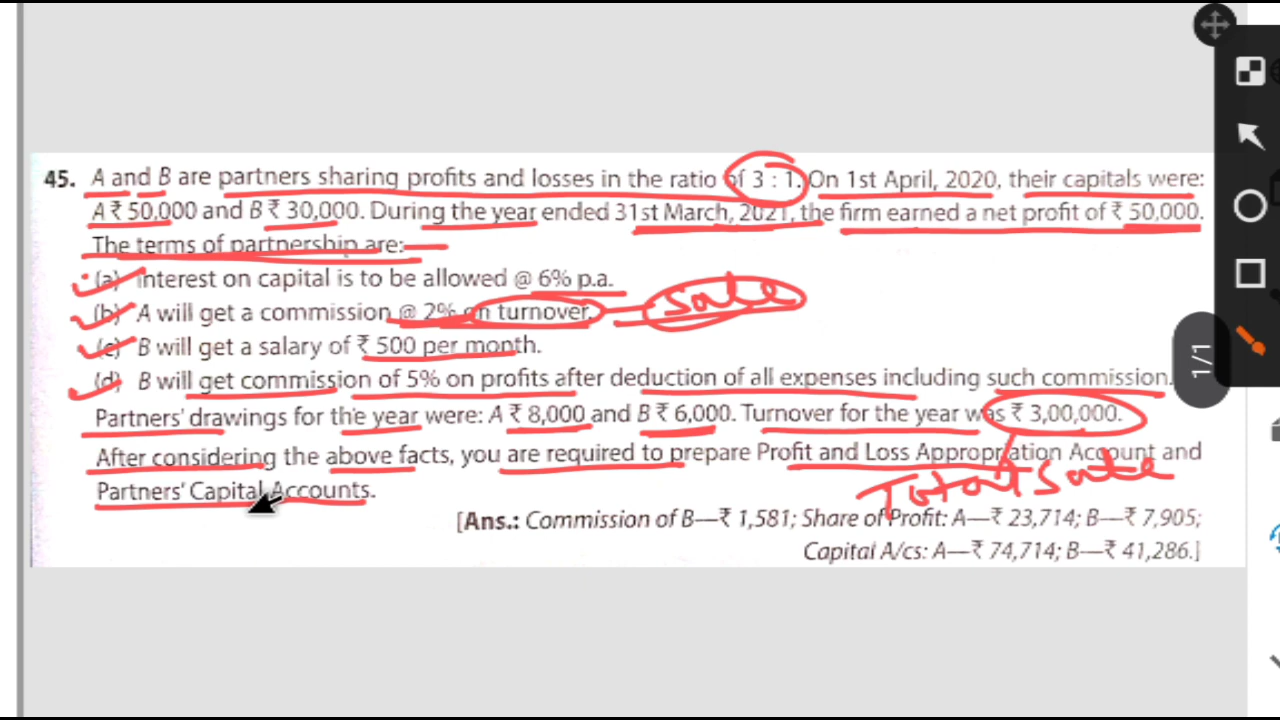 45. A and B are partners sharing profits and losses in the ratio of 3 : 1. On 1st April, 2020, their capitals were:
A ₹ 50,000 and B ₹ 30,000. During the year ended 31st March, 2021, the firm earned a net profit of ₹ 50,000.
The terms of partnership are:
(a) Interest on capital is to be allowed @ 6% p.a.
(b) A will get a commission @ 2% on turnover. Sale
(c) B will get a salary of ₹ 500 per month.
(d) B will get commission of 5% on profits after deduction of all expenses including such commission.
Partners' drawings for the year were: A ₹ 8,000 and B ₹ 6,000. Turnover for the year was ₹ 3,00,000.
After considering the above facts, you are required to prepare Profit and Loss Appropriation Account and
Partners' Capital Accounts.
Total Sale
[Ans.: Commission of B—₹ 1,581; Share of Profit: A—₹ 23,714; B—₹ 7,905;
Capital A/cs: A—₹ 74,714; B—₹ 41,286.]
1/1